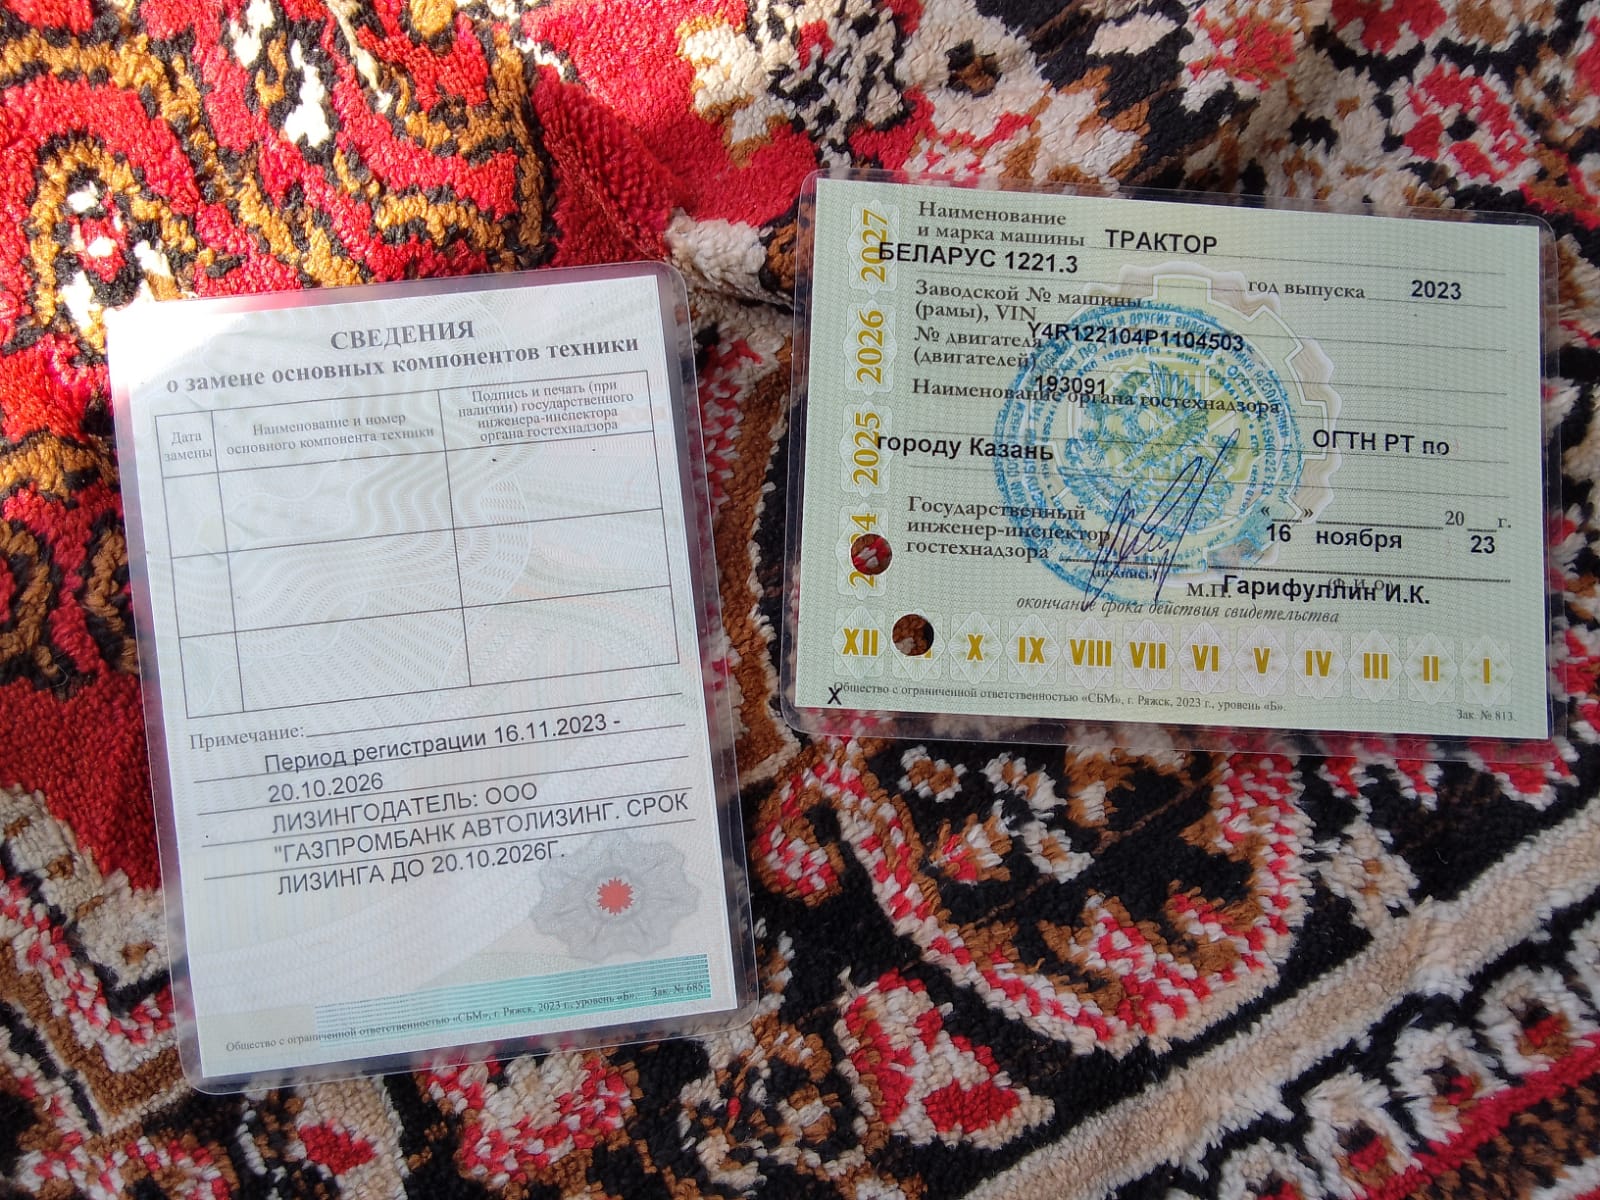 СВЕДЕНИЯ
о замене основных компонентов техники
Дата замены
Наименование и номер основного компонента техники
Подпись и печать (при наличии) государственного инженера-инспектора органа гостехнадзора
Примечание:
Период регистрации 16.11.2023 -
20.10.2026
ЛИЗИНГОДАТЕЛЬ: ООО
"ГАЗПРОМБАНК АВТОЛИЗИНГ. СРОК
ЛИЗИНГА ДО 20.10.2026Г.
Общество с ограниченной ответственностью «СБМ», г. Ряжск, 2023 г., уровень «Б». Зак. № 685.
Наименование
и марка машины ТРАКТОР
БЕЛАРУС 1221.3
год выпуска 2023
Заводской № машины
(рамы), VIN
Y4R122104P1104503
№ двигателя
(двигателей)
193091
Наименование органа гостехнадзора
ОГТН РТ по
городу Казань
Государственный
инженер-инспектор
гостехнадзора
« » 20 г.
16 ноября 23
(подпись)
М.П.
(Ф.И.О.)
Гарифуллин И.К.
окончание срока действия свидетельства
2027
2026
2025
XII X IX VIII VII VI V IV III II I
X
Общество с ограниченной ответственностью «СБМ», г. Ряжск, 2023 г., уровень «Б».
Зак. № 813.